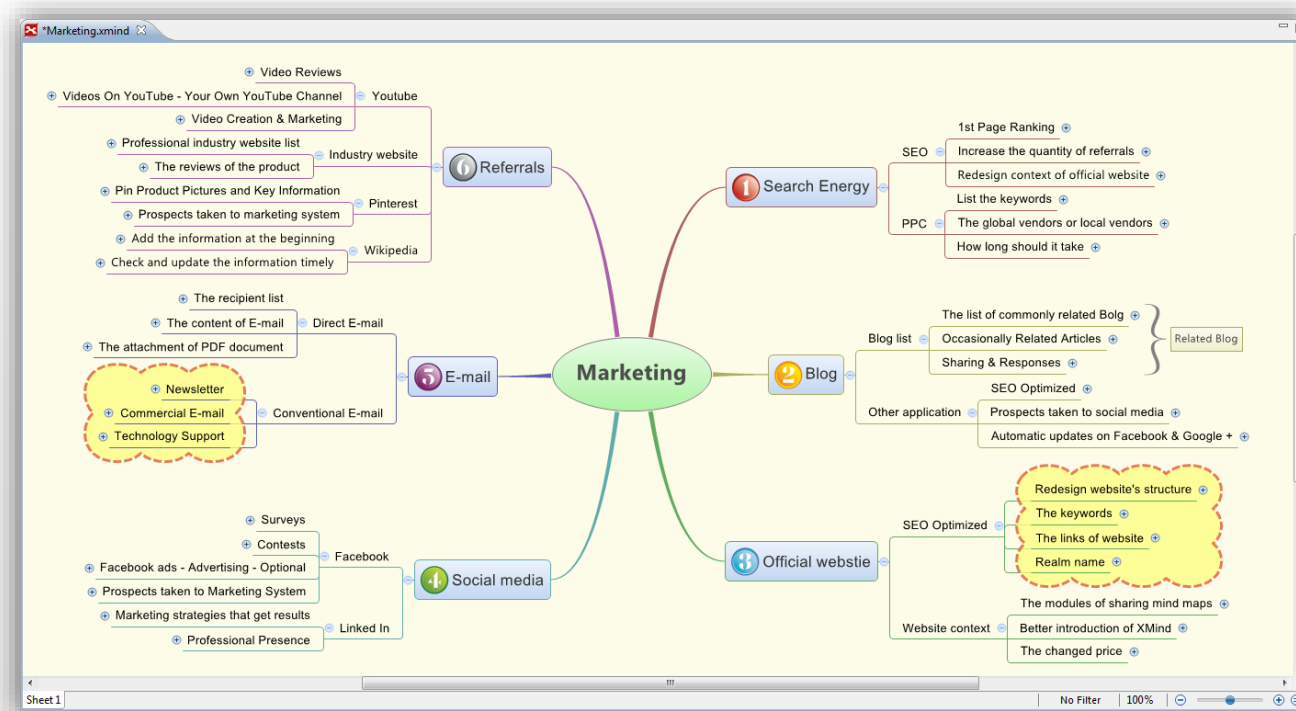 *Marketing.xmind
Marketing
1 Search Energy
SEO
1st Page Ranking
Increase the quantity of referrals
Redesign context of official website
PPC
List the keywords
The global vendors or local vendors
How long should it take
2 Blog
Blog list
The list of commonly related Bolg
Occasionally Related Articles
Sharing & Responses
Related Blog
Other application
SEO Optimized
Prospects taken to social media
Automatic updates on Facebook & Google +
3 Official webstie
SEO Optimized
Redesign website's structure
The keywords
The links of website
Realm name
Website context
The modules of sharing mind maps
Better introduction of XMind
The changed price
4 Social media
Facebook
Surveys
Contests
Facebook ads - Advertising - Optional
Prospects taken to Marketing System
Linked In
Marketing strategies that get results
Professional Presence
5 E-mail
Direct E-mail
The recipient list
The content of E-mail
The attachment of PDF document
Conventional E-mail
Newsletter
Commercial E-mail
Technology Support
6 Referrals
Youtube
Video Reviews
Videos On YouTube - Your Own YouTube Channel
Video Creation & Marketing
Industry website
Professional industry website list
The reviews of the product
Pinterest
Pin Product Pictures and Key Information
Prospects taken to marketing system
Wikipedia
Add the information at the beginning
Check and update the information timely
Sheet 1
No Filter
100%